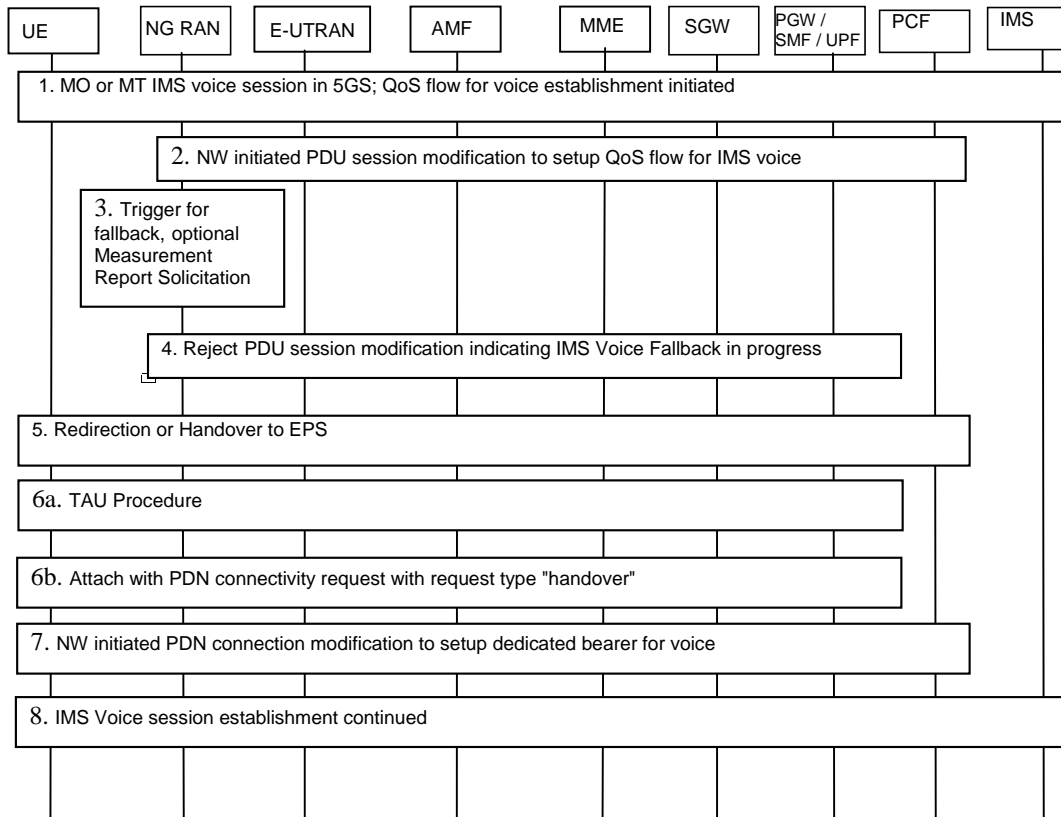 UE
NG RAN
E-UTRAN
AMF
MME
SGW
PGW /
SMF / UPF
PCF
IMS
1. MO or MT IMS voice session in 5GS; QoS flow for voice establishment initiated
2. NW initiated PDU session modification to setup QoS flow for IMS voice
3. Trigger for
fallback, optional
Measurement
Report Solicitation
4. Reject PDU session modification indicating IMS Voice Fallback in progress
5. Redirection or Handover to EPS
6a. TAU Procedure
6b. Attach with PDN connectivity request with request type "handover"
7. NW initiated PDN connection modification to setup dedicated bearer for voice
8. IMS Voice session establishment continued